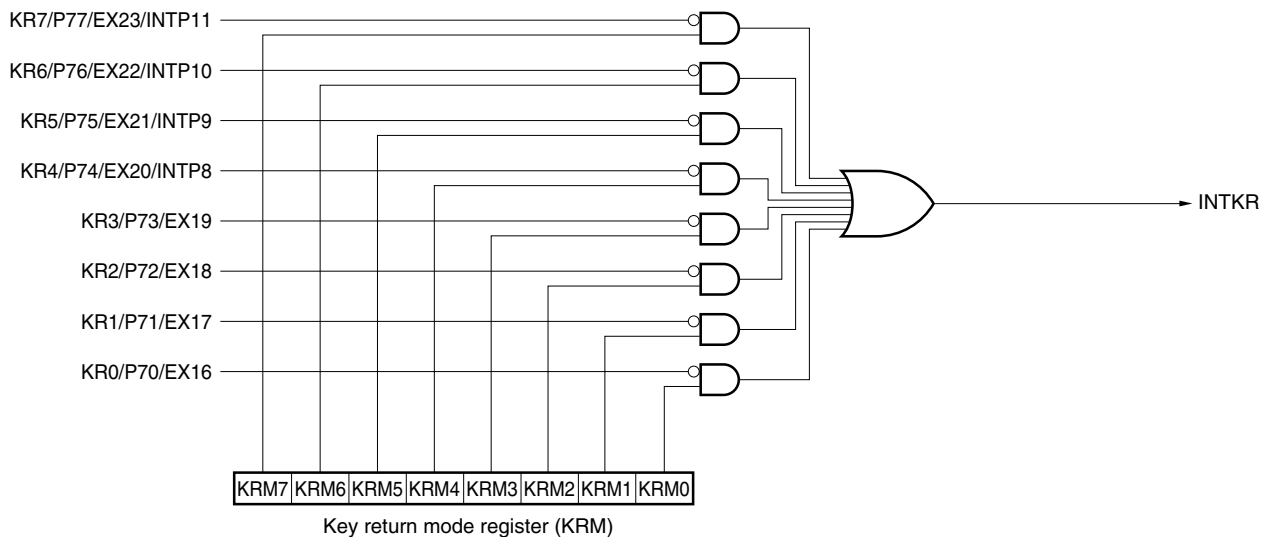 KR7/P77/EX23/INTP11
KR6/P76/EX22/INTP10
KR5/P75/EX21/INTP9
KR4/P74/EX20/INTP8
KR3/P73/EX19
KR2/P72/EX18
KR1/P71/EX17
KR0/P70/EX16
INTKR
KRM7 KRM6 KRM5 KRM4 KRM3 KRM2 KRM1 KRM0
Key return mode register (KRM)